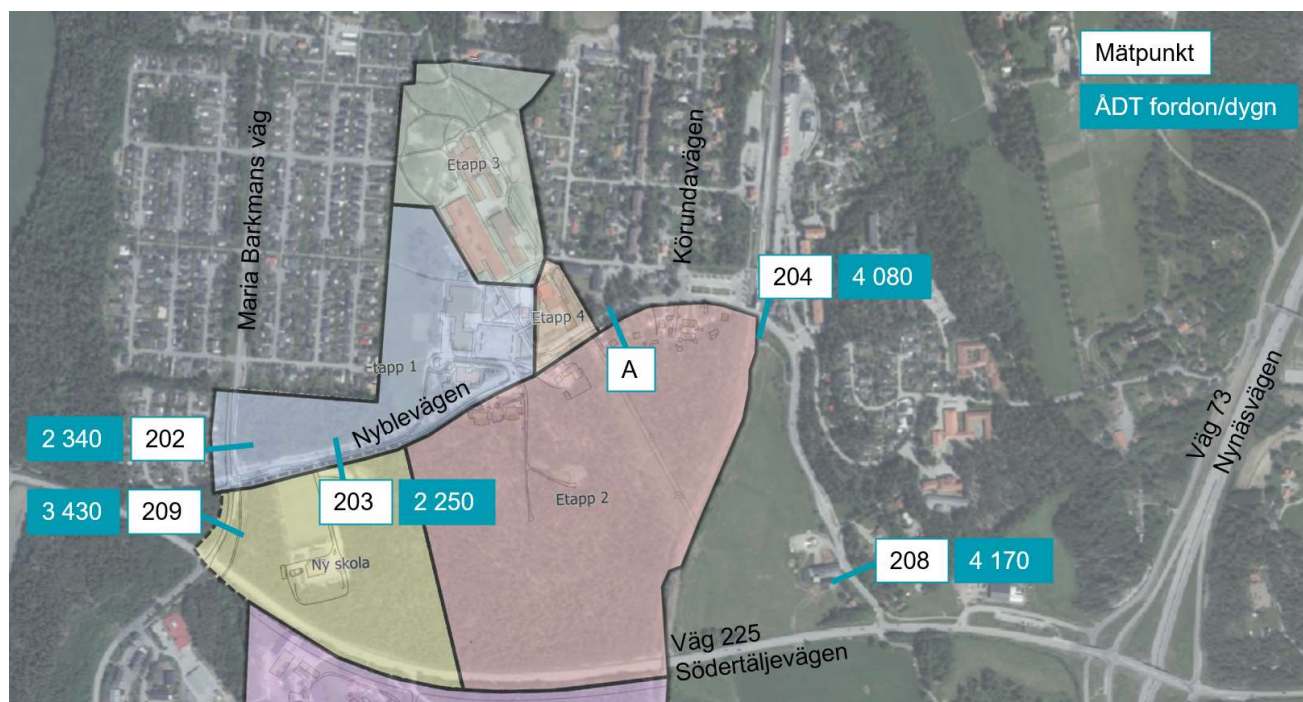 Mätpunkt
ÅDT fordon/dygn
Maria Barkmans väg
Körundavägen
Etapp 3
204 4 080
Etapp 4
A
Etapp 1
Nyblevägen
Väg 73
Nynäsvägen
2 340 202
203 2 250
Etapp 2
3 430 209
Ny skola
208 4 170
Väg 225
Södertäljevägen